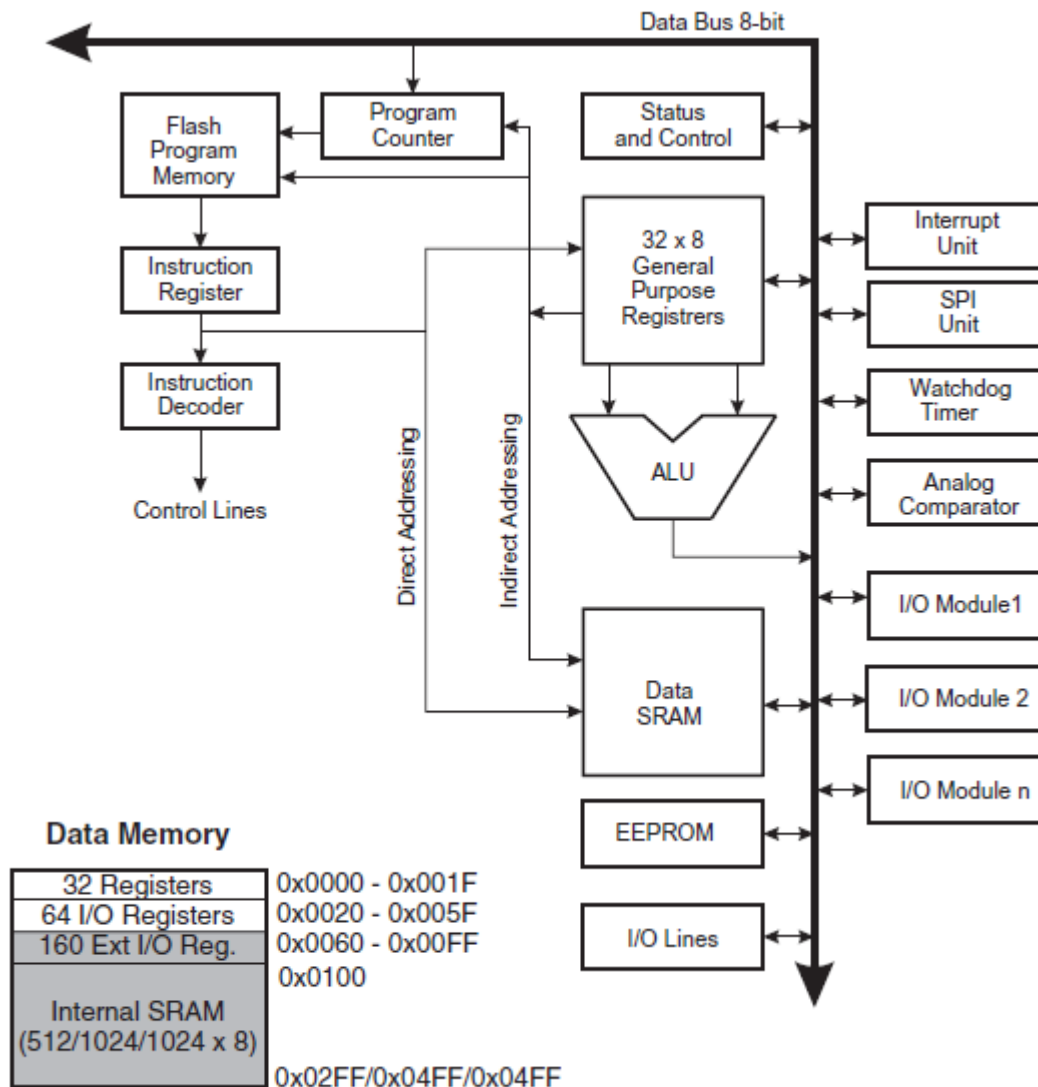 Data Bus 8-bit
Flash
Program
Memory
Program
Counter
Status
and Control
Interrupt
Unit
32 x 8
General
Purpose
Registrers
Instruction
Register
SPI
Unit
Instruction
Decoder
Watchdog
Timer
Control Lines
Direct Addressing
Indirect Addressing
ALU
Analog
Comparator
I/O Module1
Data
SRAM
I/O Module 2
I/O Module n
EEPROM
I/O Lines
Data Memory
32 Registers 0x0000 - 0x001F
64 I/O Registers 0x0020 - 0x005F
160 Ext I/O Reg. 0x0060 - 0x00FF
0x0100
Internal SRAM
(512/1024/1024 x 8)
0x02FF/0x04FF/0x04FF